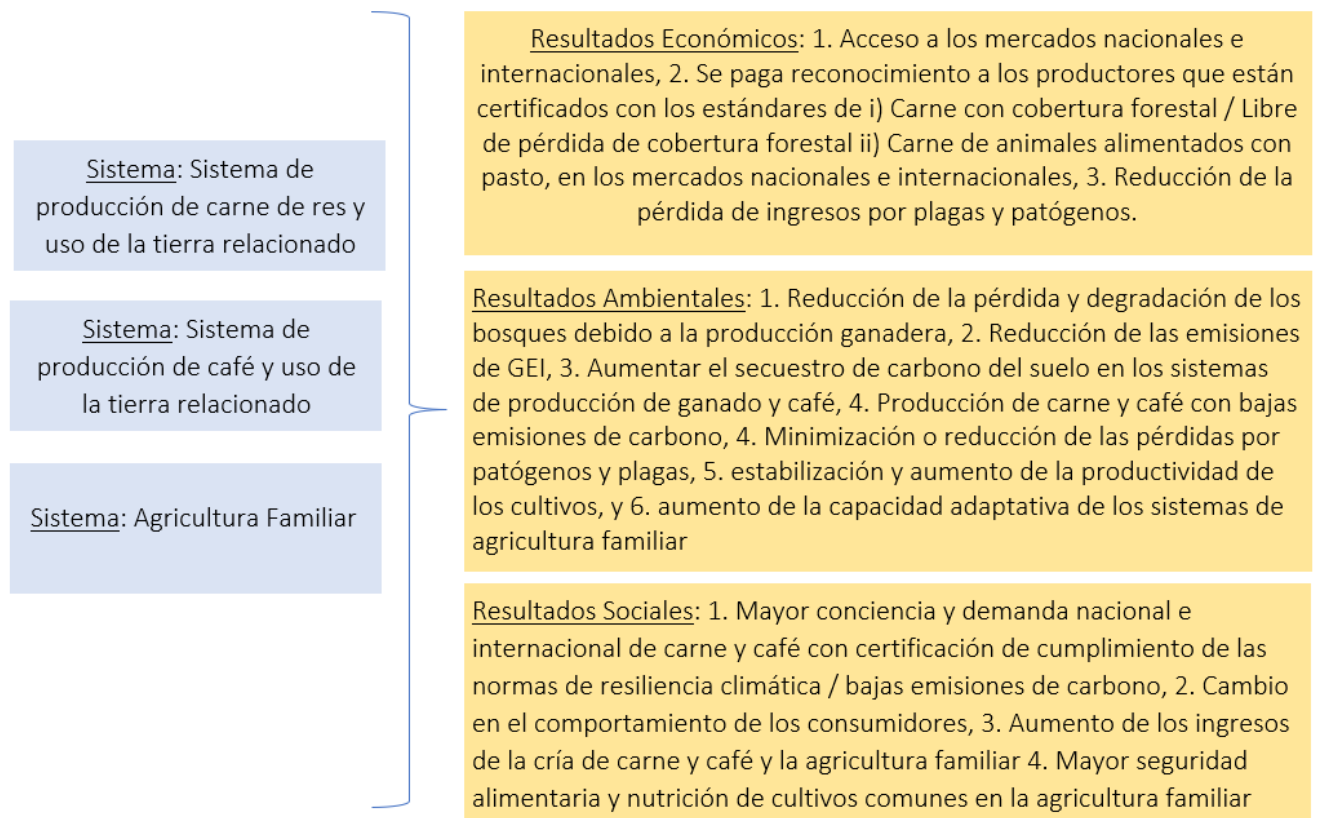 Sistema: Sistema de
producción de carne de res y
uso de la tierra relacionado
Sistema: Sistema de
producción de café y uso de
la tierra relacionado
Sistema: Agricultura Familiar
Resultados Económicos: 1. Acceso a los mercados nacionales e
internacionales, 2. Se paga reconocimiento a los productores que están
certificados con los estándares de i) Carne con cobertura forestal / Libre
de pérdida de cobertura forestal ii) Carne de animales alimentados con
pasto, en los mercados nacionales e internacionales, 3. Reducción de la
pérdida de ingresos por plagas y patógenos.
Resultados Ambientales: 1. Reducción de la pérdida y degradación de los
bosques debido a la producción ganadera, 2. Reducción de las emisiones
de GEI, 3. Aumentar el secuestro de carbono del suelo en los sistemas
de producción de ganado y café, 4. Producción de carne y café con bajas
emisiones de carbono, 4. Minimización o reducción de las pérdidas por
patógenos y plagas, 5. estabilización y aumento de la productividad de
los cultivos, y 6. aumento de la capacidad adaptativa de los sistemas de
agricultura familiar
Resultados Sociales: 1. Mayor conciencia y demanda nacional e
internacional de carne y café con certificación de cumplimiento de las
normas de resiliencia climática / bajas emisiones de carbono, 2. Cambio
en el comportamiento de los consumidores, 3. Aumento de los ingresos
de la cría de carne y café y la agricultura familiar 4. Mayor seguridad
alimentaria y nutrición de cultivos comunes en la agricultura familiar